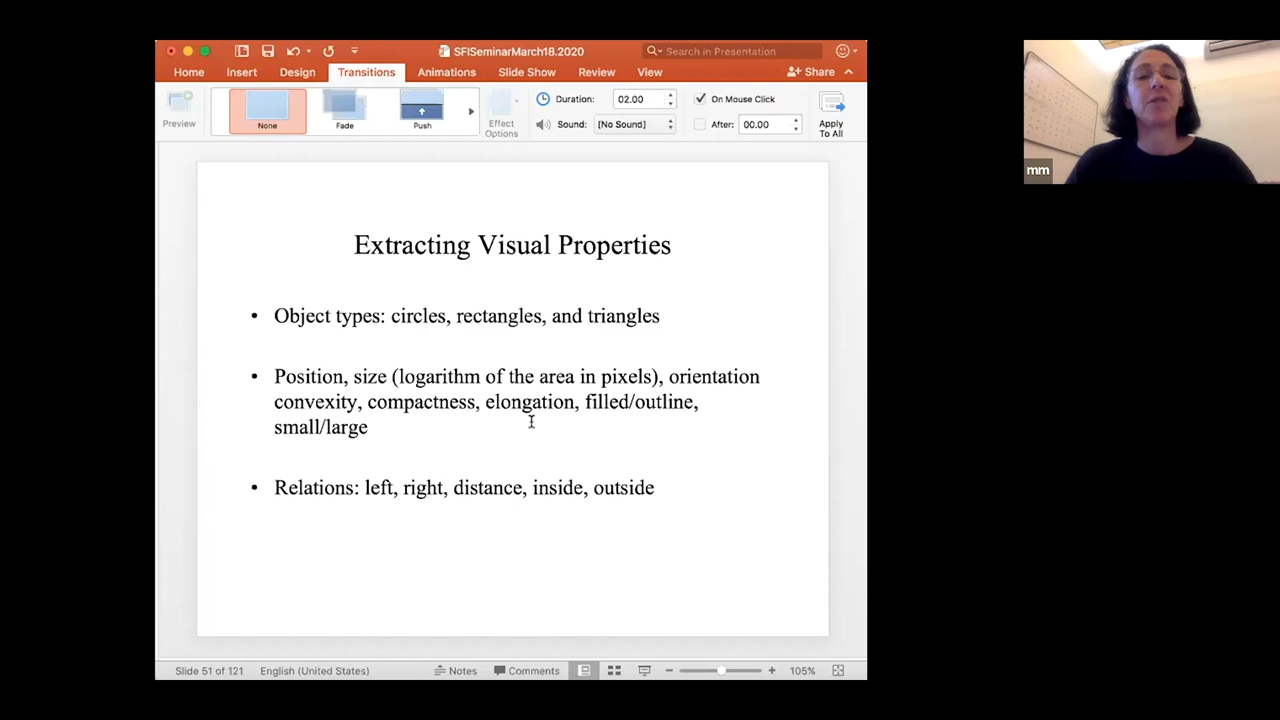 SFISeminarMarch18.2020
Search in Presentation
Home Insert Design Transitions Animations Slide Show Review View Share
Preview
None
Fade
Push
Effect
Options
Duration: 02.00
Sound: [No Sound]
On Mouse Click
After: 00.00
Apply
To All
mm
Extracting Visual Properties
• Object types: circles, rectangles, and triangles
• Position, size (logarithm of the area in pixels), orientation
convexity, compactness, elongation, filled/outline,
small/large
• Relations: left, right, distance, inside, outside
Slide 51 of 121 English (United States) Notes Comments 105%